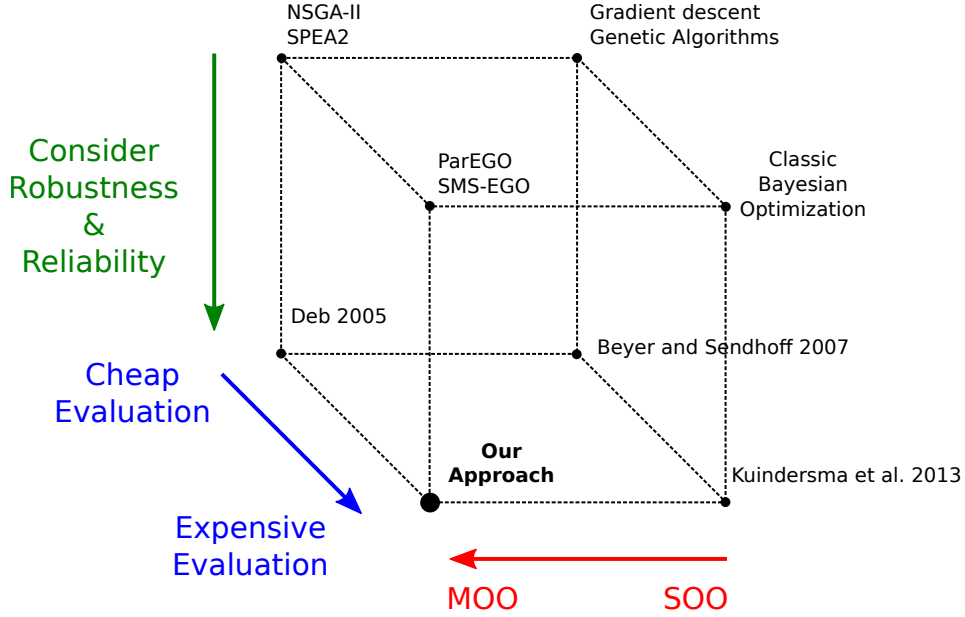 NSGA-II
SPEA2
Gradient descent
Genetic Algorithms
Consider
Robustness
&
Reliability
ParEGO
SMS-EGO
Classic
Bayesian
Optimization
Deb 2005
Beyer and Sendhoff 2007
Cheap
Evaluation
Our
Approach
Kuindersma et al. 2013
Expensive
Evaluation
MOO
SOO